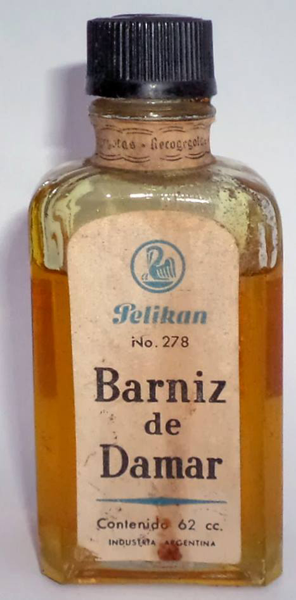 Pelikan
No. 278
Barniz
de
Damar
Contenido 62 cc.
INDUSTRIA ARGENTINA